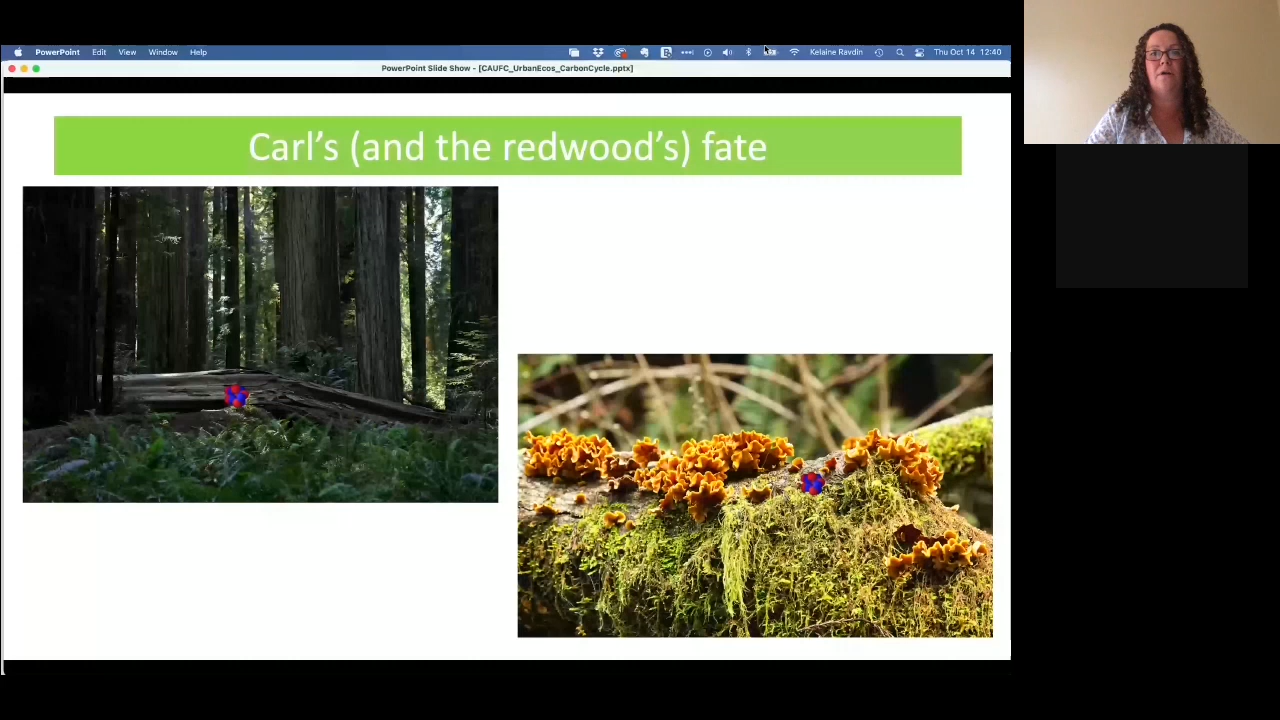 PowerPoint Edit View Window Help Kelaine Ravdin Thu Oct 14 12:40
PowerPoint Slide Show - [CAUFC_UrbanEcos_CarbonCycle.pptx]
Carl's (and the redwood's) fate